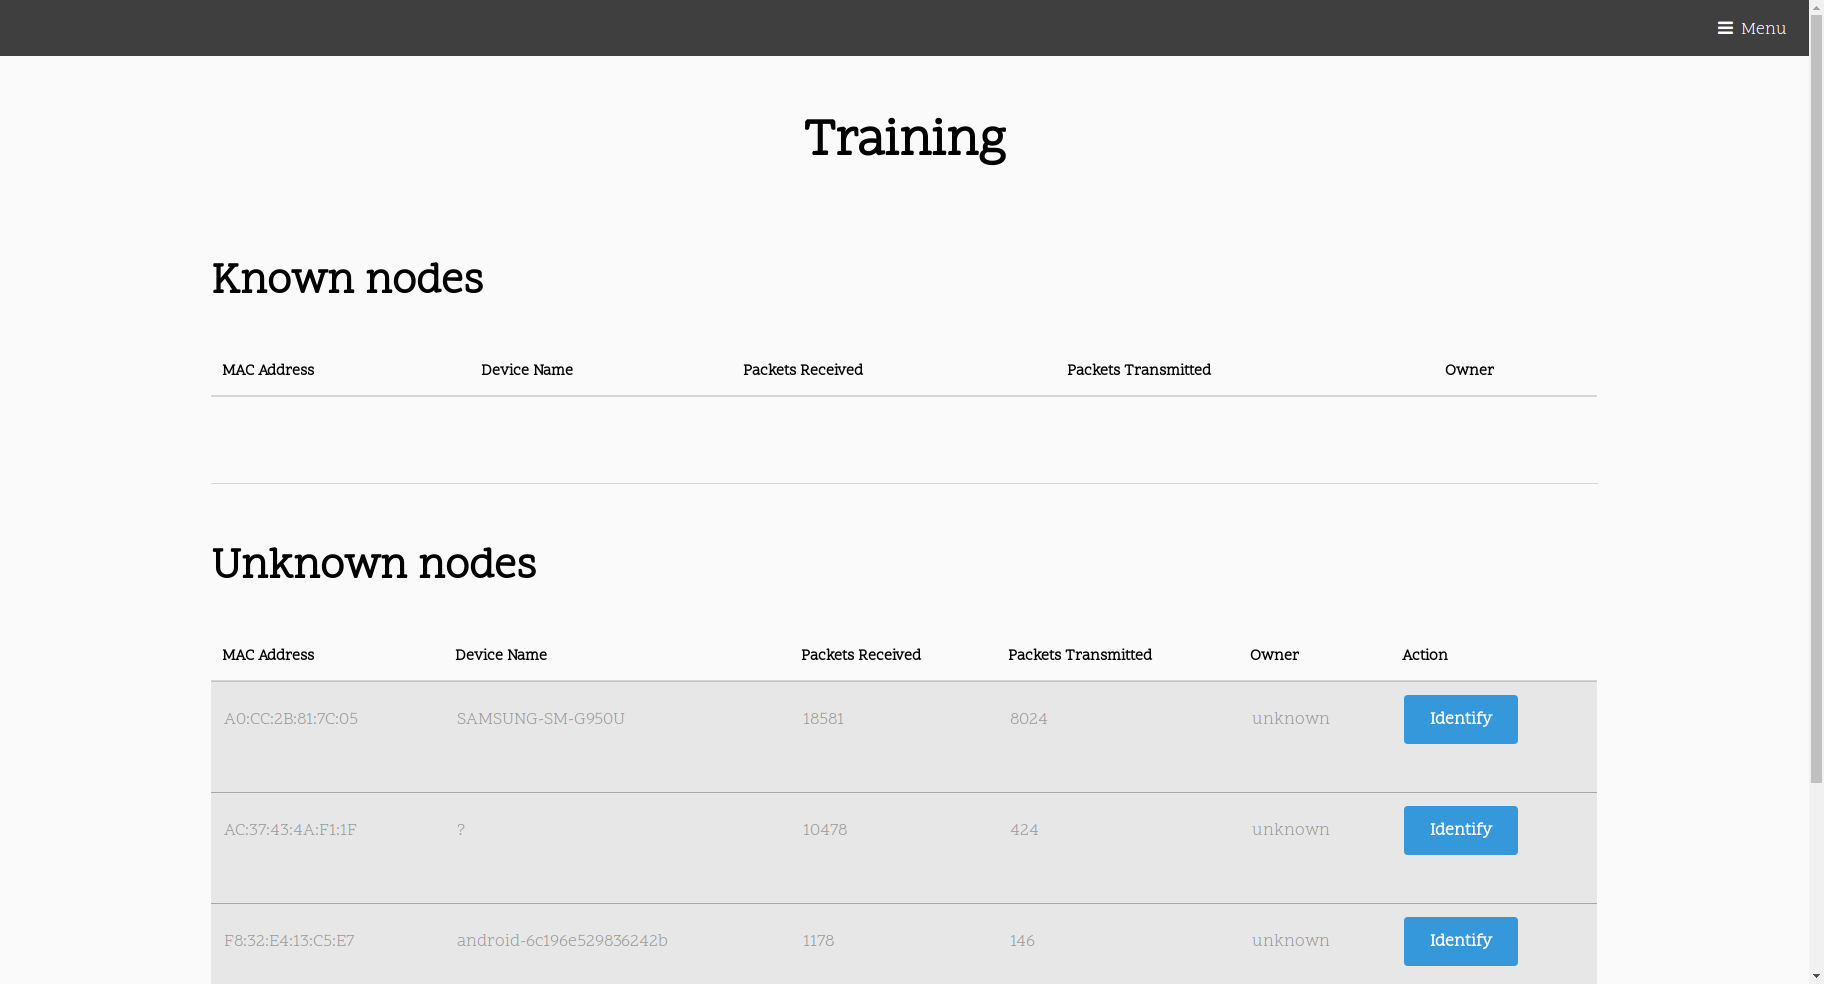 Menu
Training
Known nodes
MAC Address Device Name Packets Received Packets Transmitted Owner
Unknown nodes
MAC Address Device Name Packets Received Packets Transmitted Owner Action
A0:CC:2B:81:7C:05 SAMSUNG-SM-G950U 18581 8024 unknown Identify
AC:37:43:4A:F1:1F ? 10478 424 unknown Identify
F8:32:E4:13:C5:E7 android-6c196e529836242b 1178 146 unknown Identify